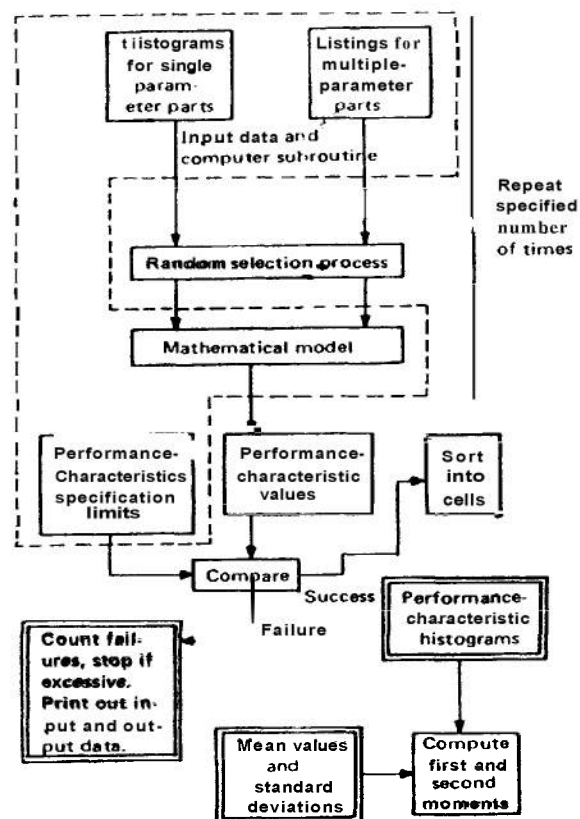 tiistograms
for single
param-
eter parts
Listings for
multiple-
parameter
parts
Input data and
computer subroutine
Repeat
specified
number
of times
Random selection process
Mathematical model
Performance-
Characteristics
specification
limits
Performance-
characteristic
values
Sort
into
cells
Compare
Success
Failure
Performance-
characteristic
histograms
Count fail-
ures, stop if
excessive.
Print out in-
put and out-
put data.
Mean values
and
standard
deviations
Compute
first and
second
moments